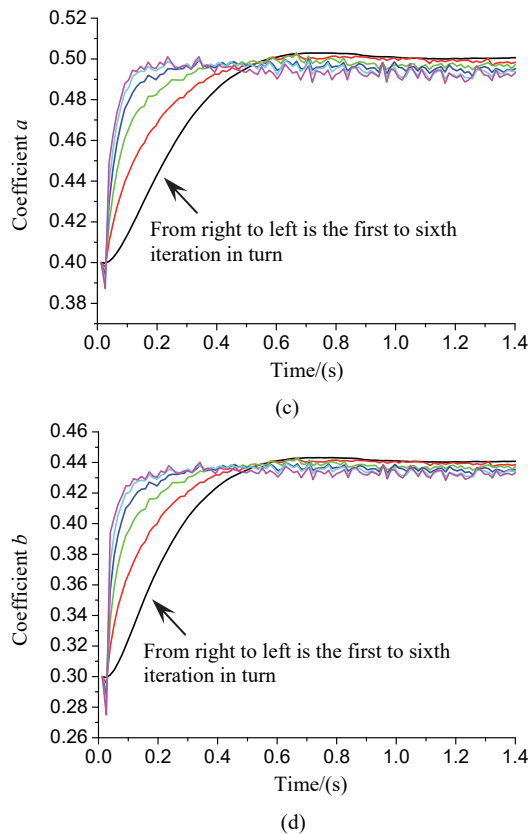 0.52
0.50
0.48
0.46
0.44
0.42
0.40
0.38
Coefficient a
From right to left is the first to sixth
iteration in turn
0.0 0.2 0.4 0.6 0.8 1.0 1.2 1.4
Time/(s)
(c)
0.46
0.44
0.42
0.40
0.38
0.36
0.34
0.32
0.30
0.28
0.26
Coefficient b
From right to left is the first to sixth
iteration in turn
0.0 0.2 0.4 0.6 0.8 1.0 1.2 1.4
Time/(s)
(d)